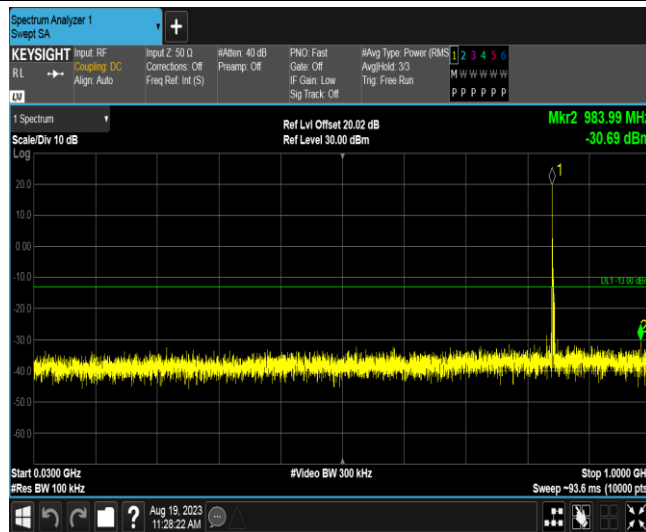 Spectrum Analyzer 1
Swept SA
+
KEYSIGHT
RL
LXI
Input: RF
Coupling: DC
Align: Auto
Input Z: 50 Ω
Corrections: Off
Freq Ref: Int (S)
#Atten: 40 dB
Preamp: Off
PNO: Fast
Gate: Off
IF Gain: Low
Sig Track: Off
#Avg Type: Power (RMS
Avg|Hold: 3/3
Trig: Free Run
1 2 3 4 5 6
M W W W W W
P P P P P P
1 Spectrum
Scale/Div 10 dB
Log
Ref Lvl Offset 20.02 dB
Ref Level 30.00 dBm
Mkr2 983.99 MHz
-30.69 dBm
1
20.0
10.0
0.00
-10.0
DL1 -13.00 dBm
-20.0
-30.0
2
-40.0
-50.0
-60.0
Start 0.0300 GHz
#Res BW 100 kHz
#Video BW 300 kHz
Stop 1.0000 GHz
Sweep ~93.6 ms (10000 pts)
?
Aug 19, 2023
11:28:22 AM